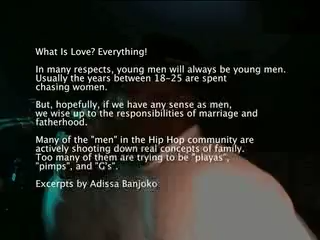 What Is Love? Everything!
In many respects, young men will always be young men.
Usually the years between 18-25 are spent
chasing women.
But, hopefully, if we have any sense as men,
we wise up to the responsibilities of marriage and
fatherhood.
Many of the "men" in the Hip Hop community are
actively shooting down real concepts of family.
Too many of them are trying to be "playas",
"pimps", and "G's".
Excerpts by Adissa Banjoko